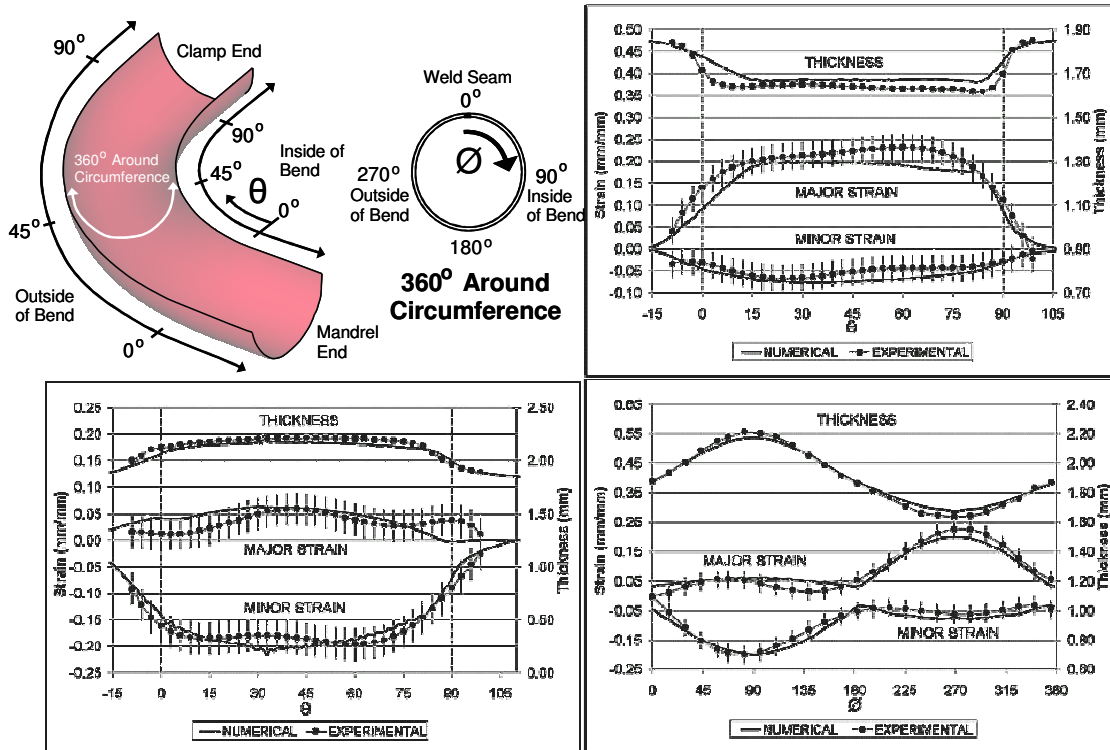 90°
Clamp End
90°
Inside of
Bend
360° Around
Circumference
45°
θ
0°
45°
Outside
of Bend
0°
Mandrel
End
Weld Seam
0°
Ø
270°
Outside
of Bend
90°
Inside
of Bend
180°
360° Around
Circumference
0.50
0.45
0.40
0.35
0.30
0.25
0.20
0.15
0.10
0.05
0.00
-0.05
-0.10
Strain (mm/mm)
THICKNESS
MAJOR STRAIN
MINOR STRAIN
1.90
1.70
1.50
1.30
1.10
0.90
0.70
Thickness (mm)
-15 0 15 30 45 60 75 90 105
θ
NUMERICAL EXPERIMENTAL
0.25
0.20
0.15
0.10
0.05
0.00
-0.05
-0.10
-0.15
-0.20
-0.25
Strain (mm/mm)
THICKNESS
MAJOR STRAIN
MINOR STRAIN
2.50
2.00
1.50
1.00
0.50
0.00
Thickness (mm)
-15 0 15 30 45 60 75 90 105
θ
NUMERICAL EXPERIMENTAL
0.65
0.55
0.45
0.35
0.25
0.15
0.05
-0.05
-0.15
-0.25
Strain (mm/mm)
THICKNESS
MAJOR STRAIN
MINOR STRAIN
2.40
2.20
2.00
1.80
1.60
1.40
1.20
1.00
0.80
0.60
Thickness (mm)
0 45 90 135 180 225 270 315 360
Ø
NUMERICAL EXPERIMENTAL